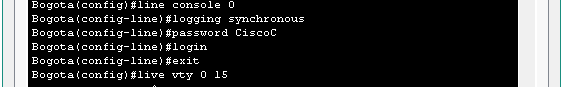 Bogota(config)#line console 0
Bogota(config-line)#logging synchronous
Bogota(config-line)#password CiscoC
Bogota(config-line)#login
Bogota(config-line)#exit
Bogota(config)#live vty 0 15
^